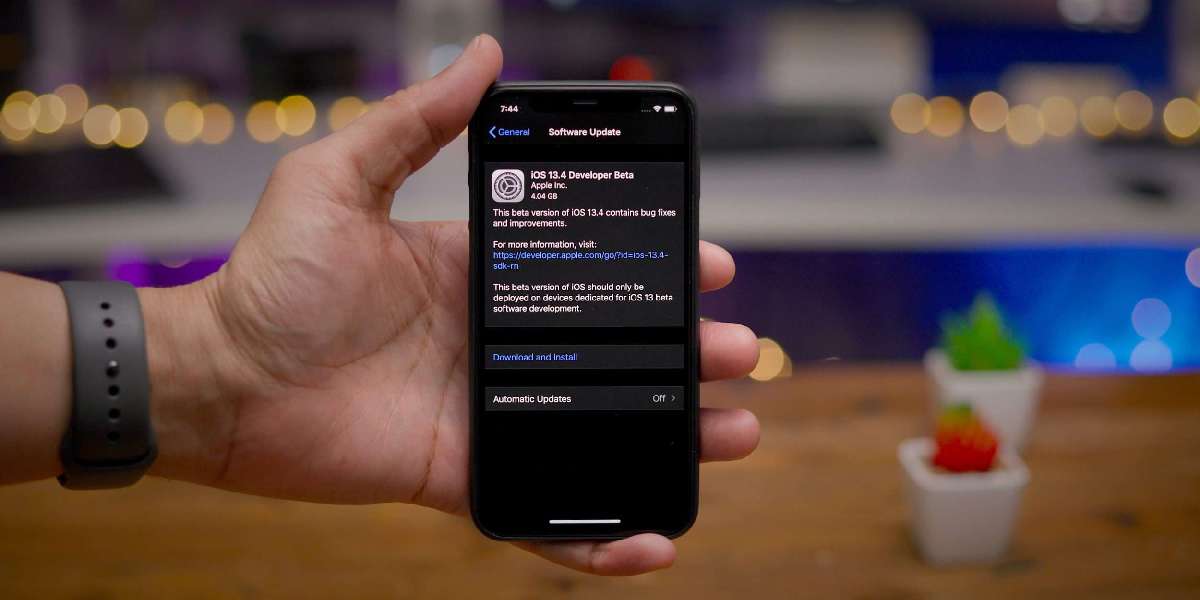 7:44
General Software Update
iOS 13.4 Developer Beta
Apple Inc.
4.04 GB
This beta version of iOS 13.4 contains bug fixes
and improvements.
For more information, visit:
https://developer.apple.com/go/?id=ios-13.4-
sdk-rn
This beta version of iOS should only be
deployed on devices dedicated for iOS 13 beta
software development.
Download and Install
Automatic Updates Off